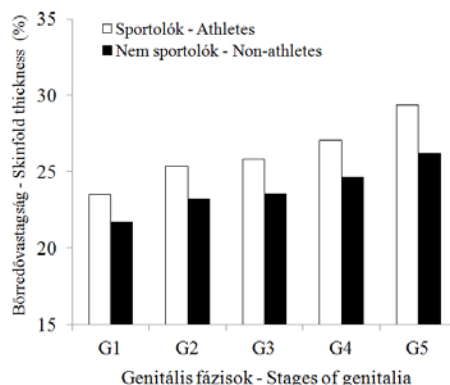 Bőrredővastagság - Skinfold thickness (%)
35
30
25
20
15
Sportolók - Athletes
Nem sportolók - Non-athletes
G1 G2 G3 G4 G5
Genitális fázisok - Stages of genitalia